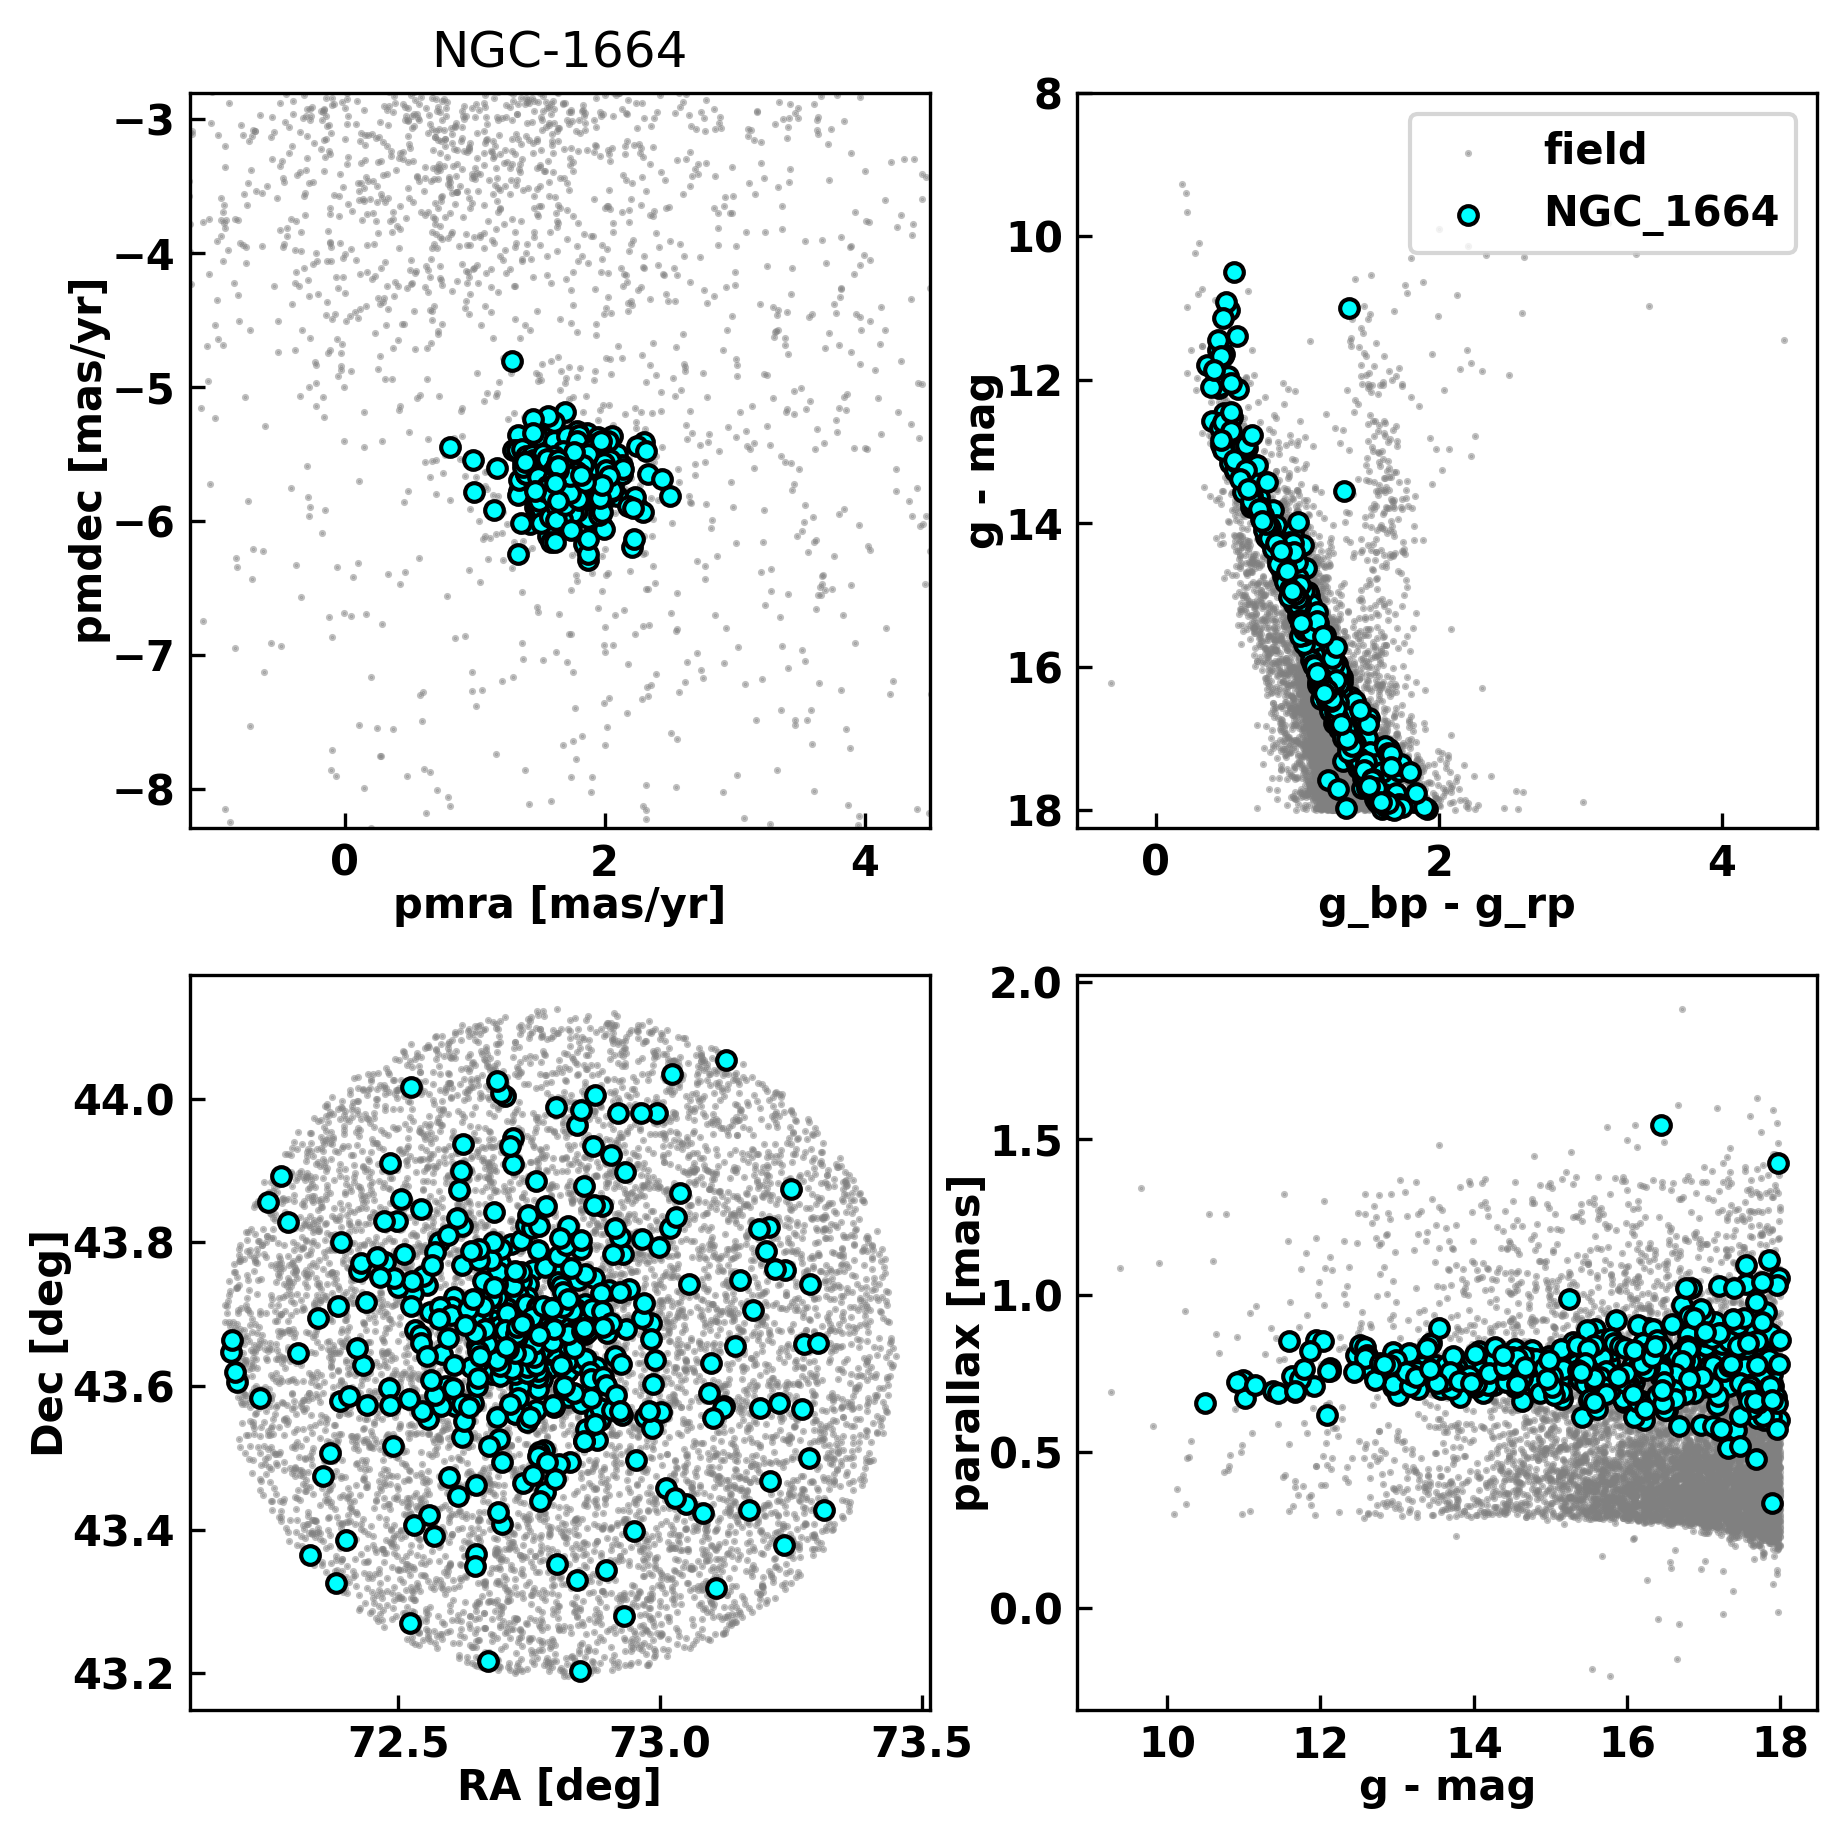 NGC-1664
−3
−4
−5
−6
−7
−8
pmdec [mas/yr]
0 2 4
pmra [mas/yr]
8
10
12
14
16
18
g - mag
field
NGC_1664
0 2 4
g_bp - g_rp
44.0
43.8
43.6
43.4
43.2
Dec [deg]
72.5 73.0 73.5
RA [deg]
2.0
1.5
1.0
0.5
0.0
parallax [mas]
10 12 14 16 18
g - mag